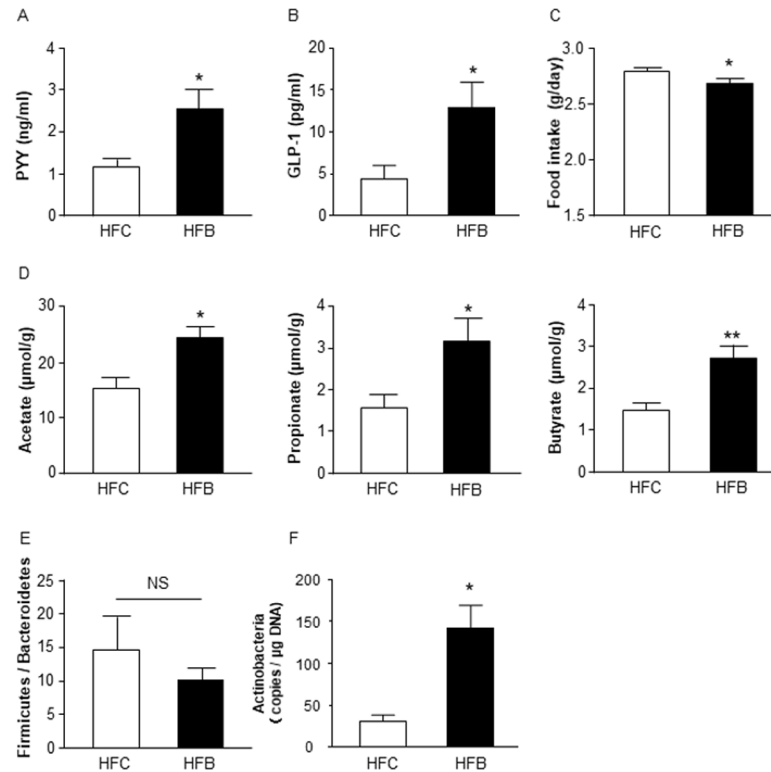 A
PYY (ng/ml)
4
3
2
1
0
*
HFC
HFB
B
GLP-1 (pg/ml)
20
15
10
5
0
*
HFC
HFB
C
Food intake (g/day)
3.0
2.5
2.0
1.5
*
HFC
HFB
D
Acetate (µmol/g)
30
20
10
0
*
HFC
HFB
Propionate (µmol/g)
4
3
2
1
0
*
HFC
HFB
Butyrate (µmol/g)
4
3
2
1
0
**
HFC
HFB
E
Firmicutes / Bacteroidetes
25
20
15
10
5
0
NS
HFC
HFB
F
Actinobacteria
( copies / µg DNA)
200
150
100
50
0
*
HFC
HFB